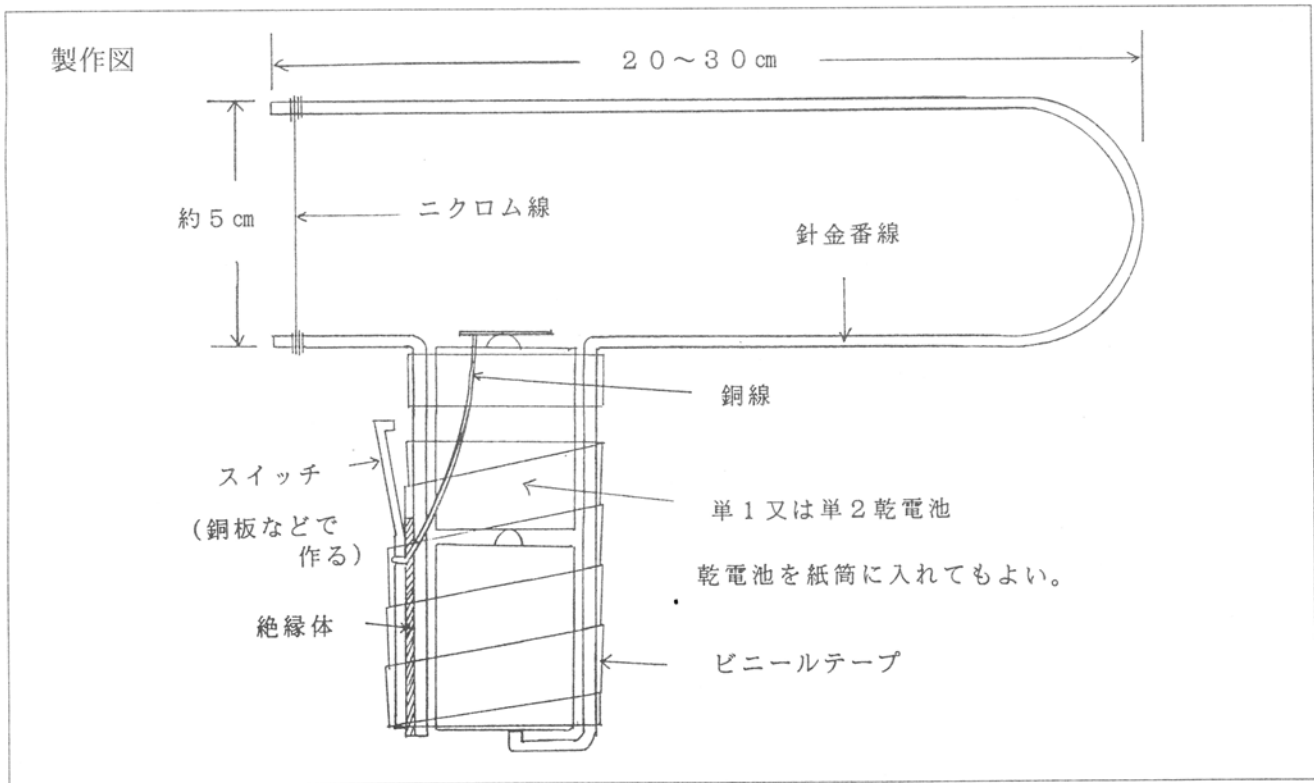 製作図
２０～３０㎝
約５㎝
ニクロム線
針金番線
銅線
スイッチ
（銅板などで
作る）
単１又は単２乾電池
乾電池を紙筒に入れてもよい。
絶縁体
ビニールテープ